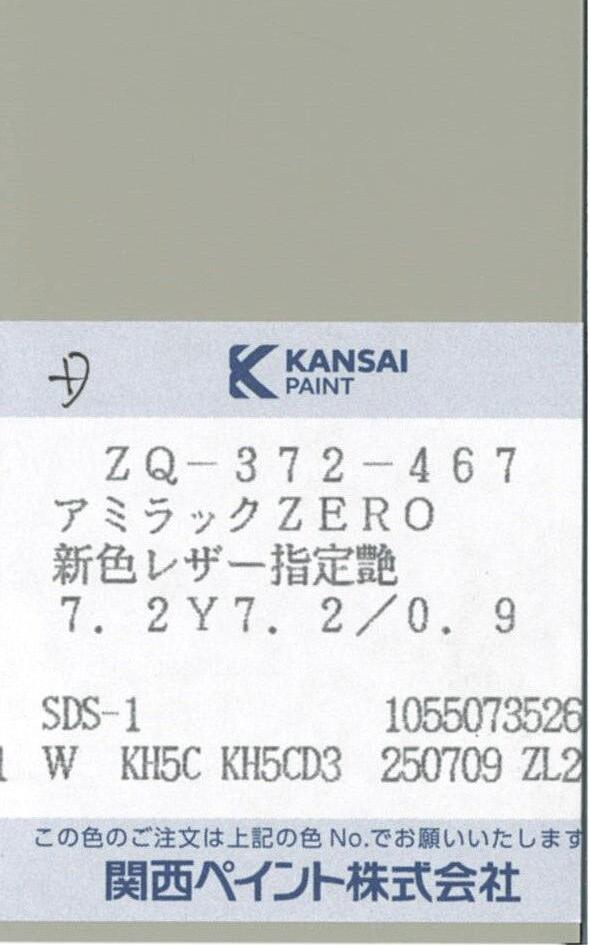 KANSAI
PAINT
ZQ-372-467
アミラックZERO
新色レザー指定艶
7.2Y7.2/0.9
SDS-1 1055073526
W KH5C KH5CD3 250709 ZL2
この色のご注文は上記の色No.でお願いいたします
関西ペイント株式会社